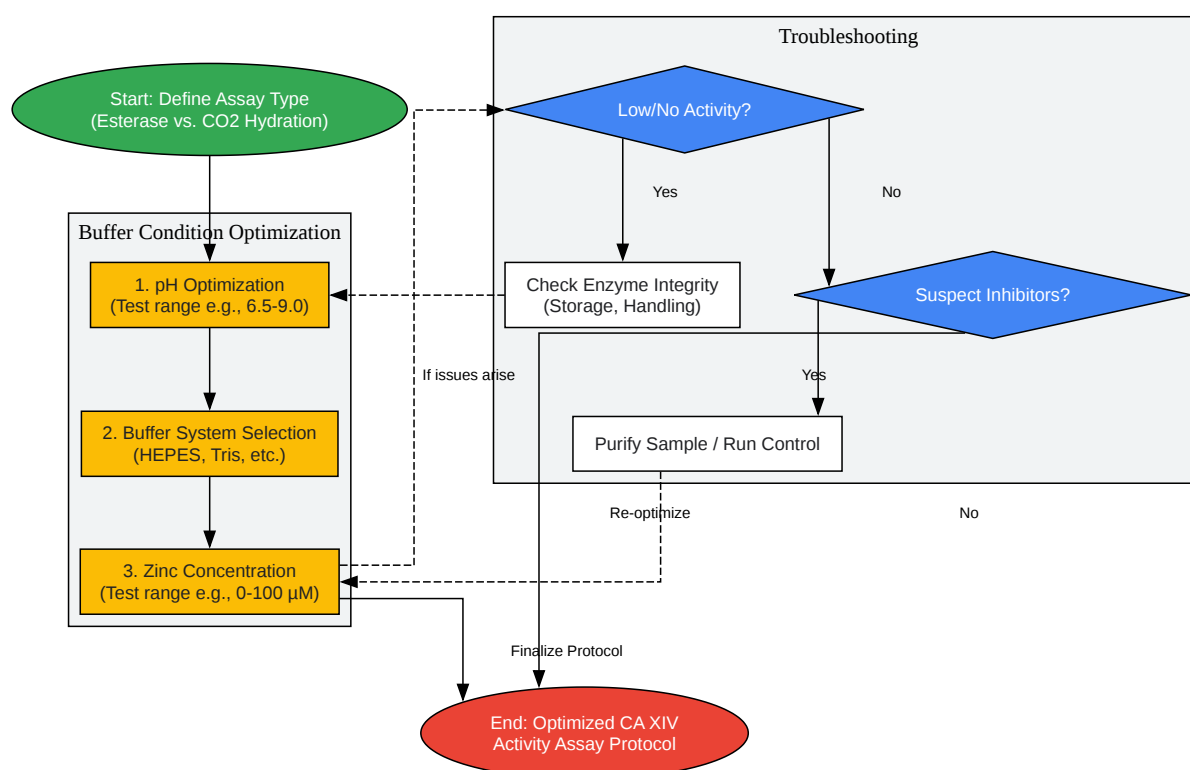 Troubleshooting
Start: Define Assay Type
(Esterase vs. CO2 Hydration)
Low/No Activity?
Yes
No
Buffer Condition Optimization
1. pH Optimization
(Test range e.g., 6.5-9.0)
Check Enzyme Integrity
(Storage, Handling)
Suspect Inhibitors?
If issues arise
Yes
2. Buffer System Selection
(HEPES, Tris, etc.)
Purify Sample / Run Control
Re-optimize
No
3. Zinc Concentration
(Test range e.g., 0-100 µM)
Finalize Protocol
End: Optimized CA XIV
Activity Assay Protocol